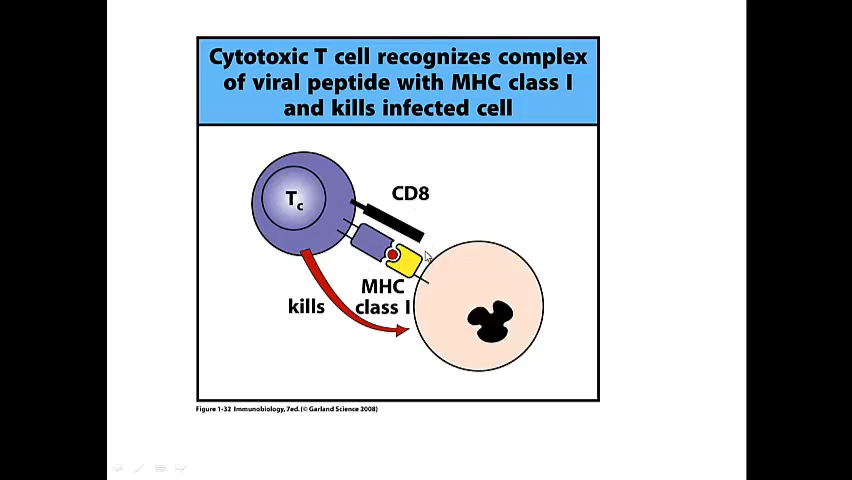 Cytotoxic T cell recognizes complex
of viral peptide with MHC class I
and kills infected cell
Tc
CD8
MHC
class I
kills
Figure 1-32 Immunobiology, 7ed. (© Garland Science 2008)